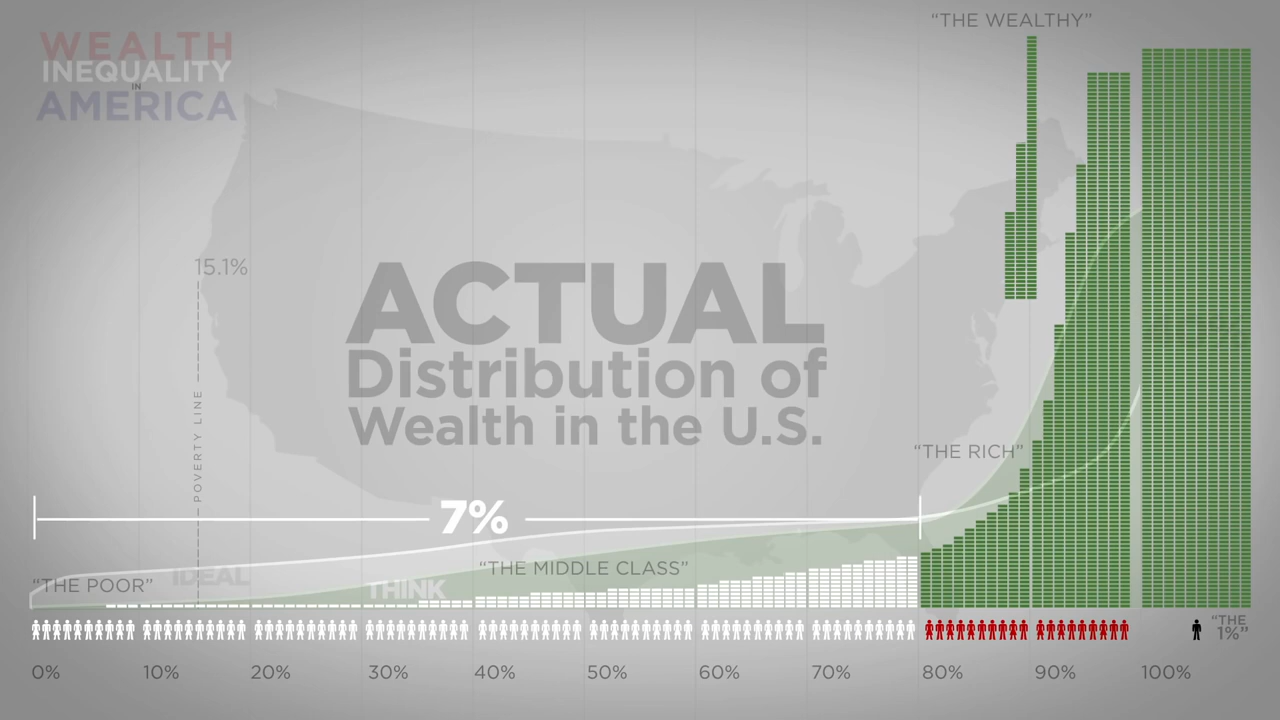 WEALTH
INEQUALITY
IN
AMERICA
“THE WEALTHY”
15.1%
POVERTY LINE
ACTUAL
Distribution of
Wealth in the U.S.
“THE RICH”
7%
“THE POOR”
IDEAL
THINK
“THE MIDDLE CLASS”
“THE
1%”
0% 10% 20% 30% 40% 50% 60% 70% 80% 90% 100%